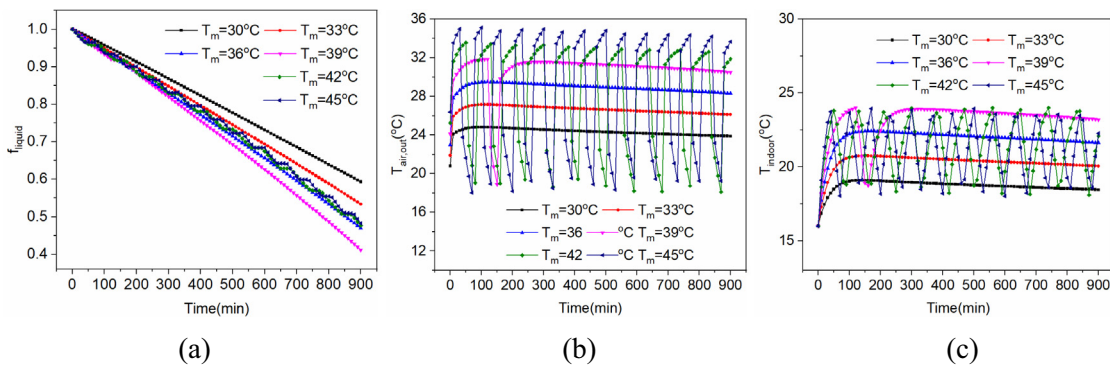 1.0
0.9
0.8
0.7
0.6
0.5
0.4
f_liquid
T_m=30°C T_m=33°C
T_m=36°C T_m=39°C
T_m=42°C
T_m=45°C
0 100 200 300 400 500 600 700 800 900
Time(min)
(a)
36
32
28
24
20
16
12
T_air,out(°C)
T_m=30°C T_m=33°C
T_m=36 °C T_m=39°C
T_m=42 °C T_m=45°C
0 100 200 300 400 500 600 700 800 900
Time(min)
(b)
30
25
20
15
T_indoor(°C)
T_m=30°C T_m=33°C
T_m=36°C T_m=39°C
T_m=42°C T_m=45°C
0 100 200 300 400 500 600 700 800 900
Time(min)
(c)